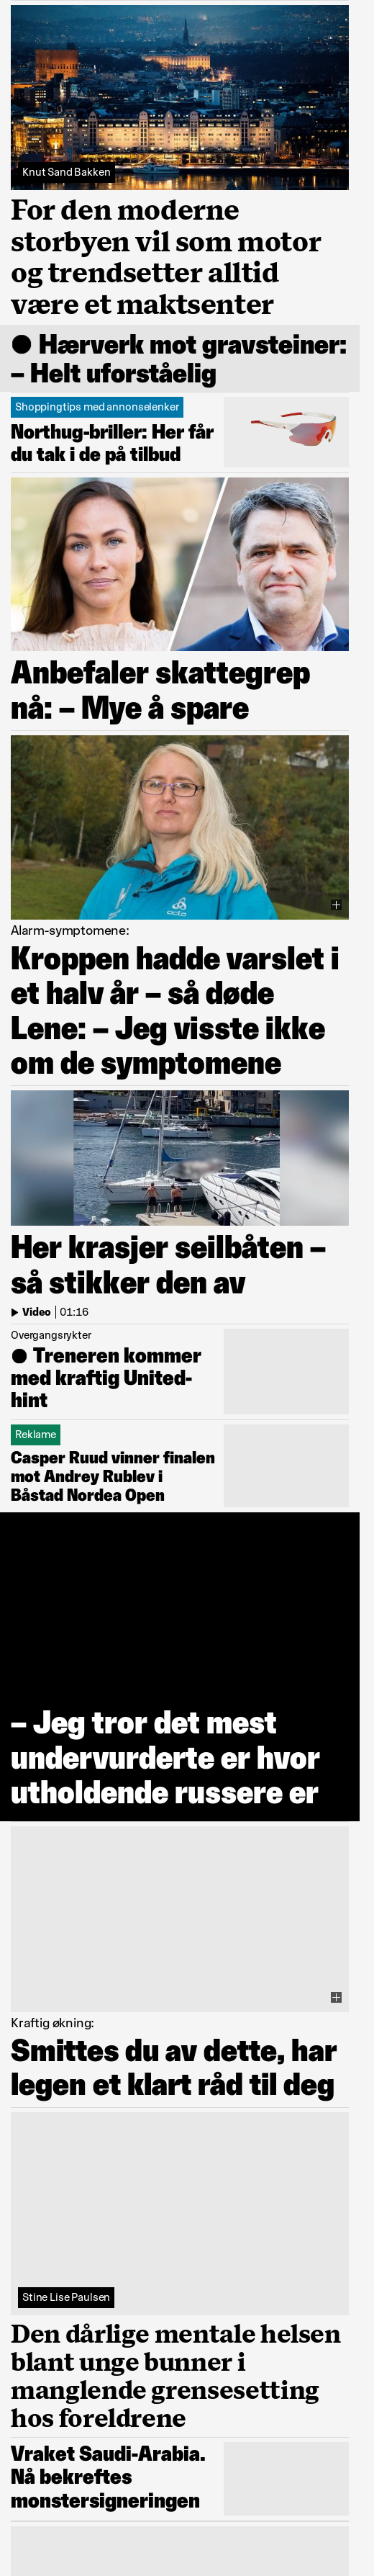 Knut Sand Bakken
For den moderne
storbyen vil som motor
og trendsetter alltid
være et maktsenter
● Hærverk mot gravsteiner:
– Helt uforståelig
Shoppingtips med annonselenker
Northug-briller: Her får
du tak i de på tilbud
Anbefaler skattegrep
nå: – Mye å spare
Alarm-symptomene:
Kroppen hadde varslet i
et halv år – så døde
Lene: – Jeg visste ikke
om de symptomene
Her krasjer seilbåten –
så stikker den av
Video | 01:16
Overgangsrykter
● Treneren kommer
med kraftig United-
hint
Reklame
Casper Ruud vinner finalen
mot Andrey Rublev i
Båstad Nordea Open
– Jeg tror det mest
undervurderte er hvor
utholdende russere er
Kraftig økning:
Smittes du av dette, har
legen et klart råd til deg
Stine Lise Paulsen
Den dårlige mentale helsen
blant unge bunner i
manglende grensesetting
hos foreldrene
Vraket Saudi-Arabia.
Nå bekreftes
monstersigneringen